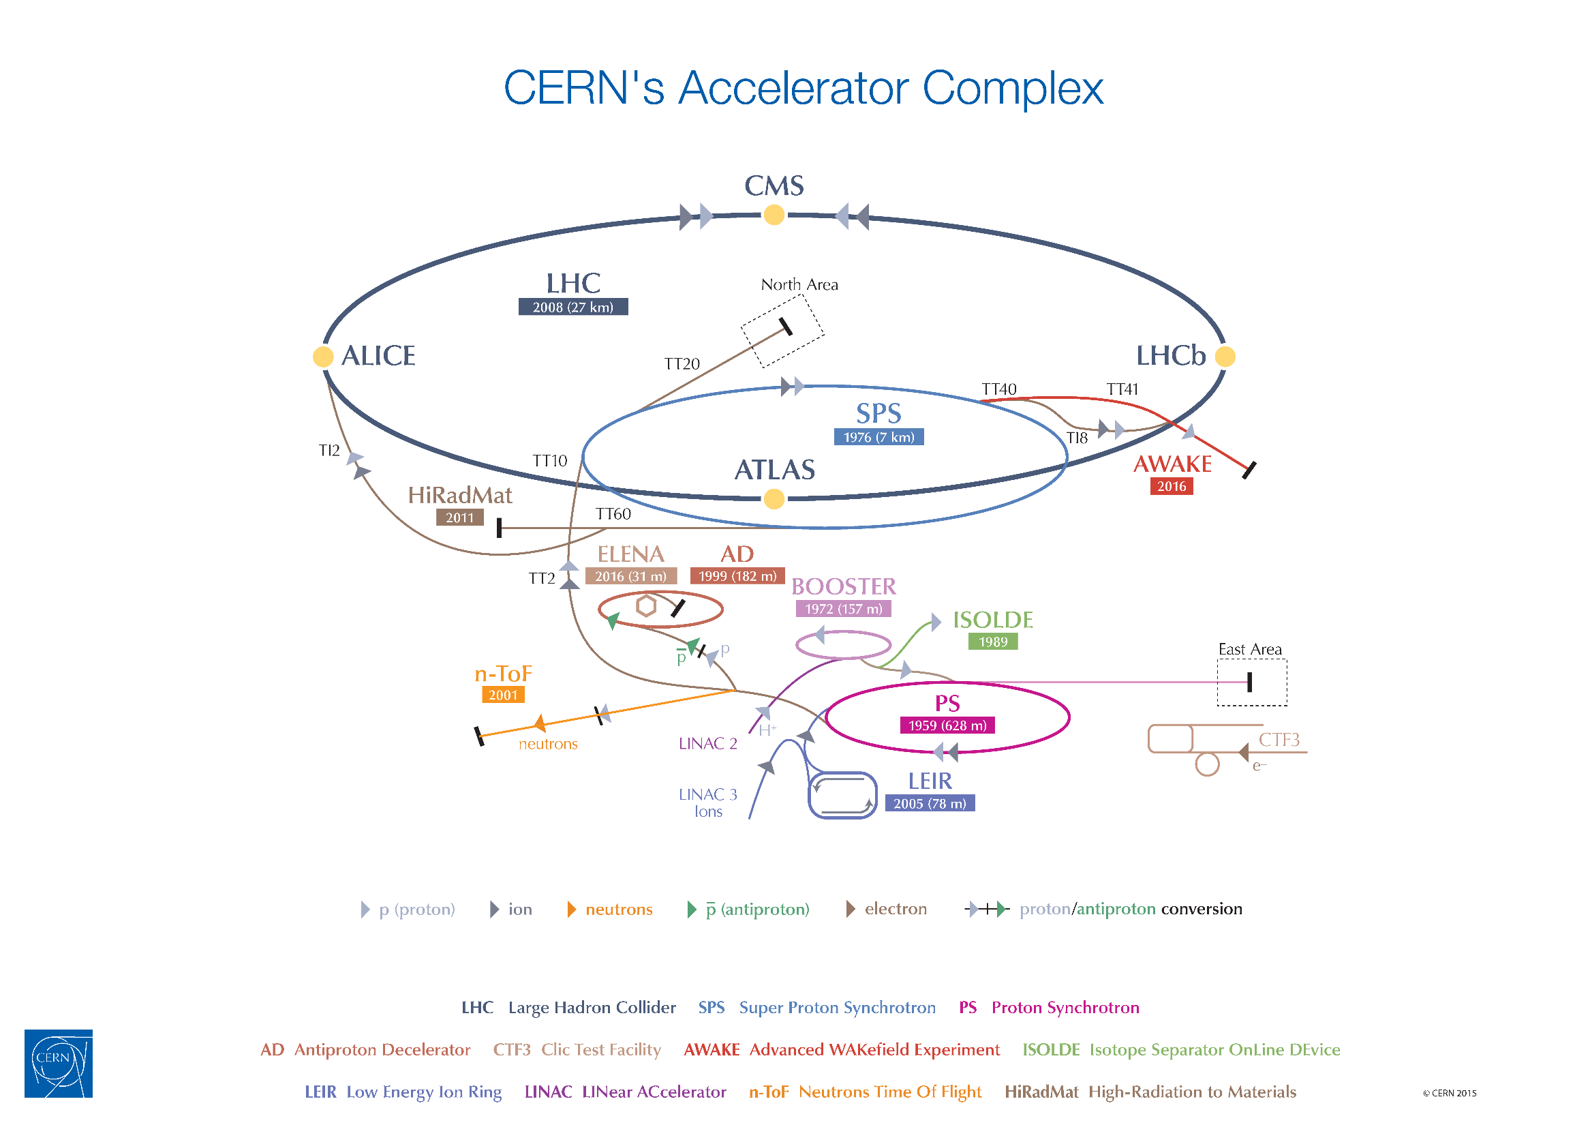 CERN's Accelerator Complex
CMS
LHC
2008 (27 km)
North Area
ALICE
LHCb
TT20
TT40
TT41
SPS
1976 (7 km)
TI8
TI2
TT10
ATLAS
AWAKE
2016
HiRadMat
2011
TT60
ELENA
2016 (31 m)
AD
1999 (182 m)
TT2
BOOSTER
1972 (157 m)
ISOLDE
1989
p̅
p
East Area
n-ToF
2001
neutrons
LINAC 2
H⁺
PS
1959 (628 m)
CTF3
e⁻
LEIR
2005 (78 m)
LINAC 3
Ions
p (proton) ion neutrons p̅ (antiproton) electron proton/antiproton conversion
LHC Large Hadron Collider SPS Super Proton Synchrotron PS Proton Synchrotron
AD Antiproton Decelerator CTF3 Clic Test Facility AWAKE Advanced WAKefield Experiment ISOLDE Isotope Separator OnLine DEvice
LEIR Low Energy Ion Ring LINAC LINear ACcelerator n-ToF Neutrons Time Of Flight HiRadMat High-Radiation to Materials
CERN
© CERN 2015